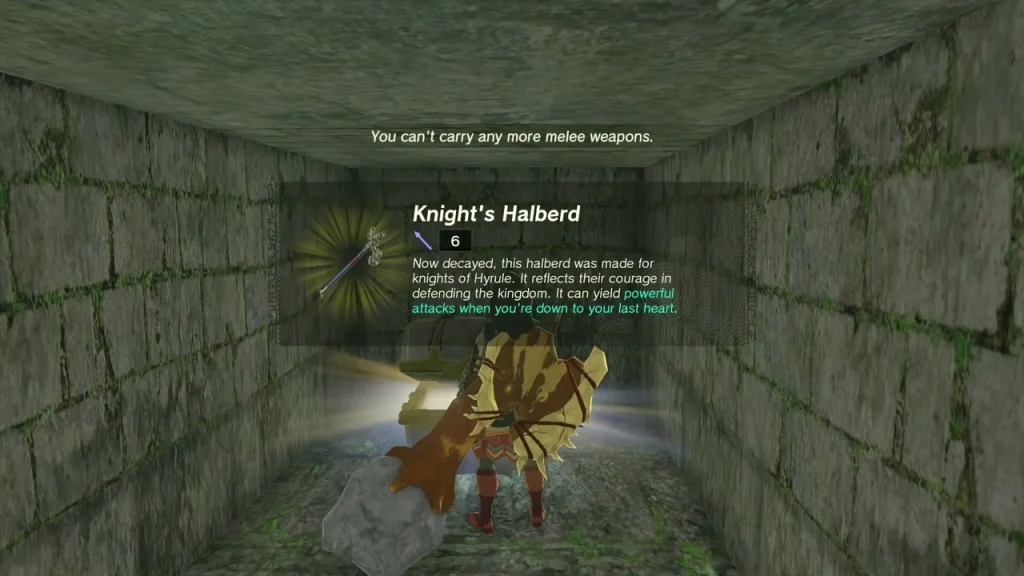 You can't carry any more melee weapons.
Knight's Halberd
6
Now decayed, this halberd was made for
knights of Hyrule. It reflects their courage in
defending the kingdom. It can yield powerful
attacks when you're down to your last heart.